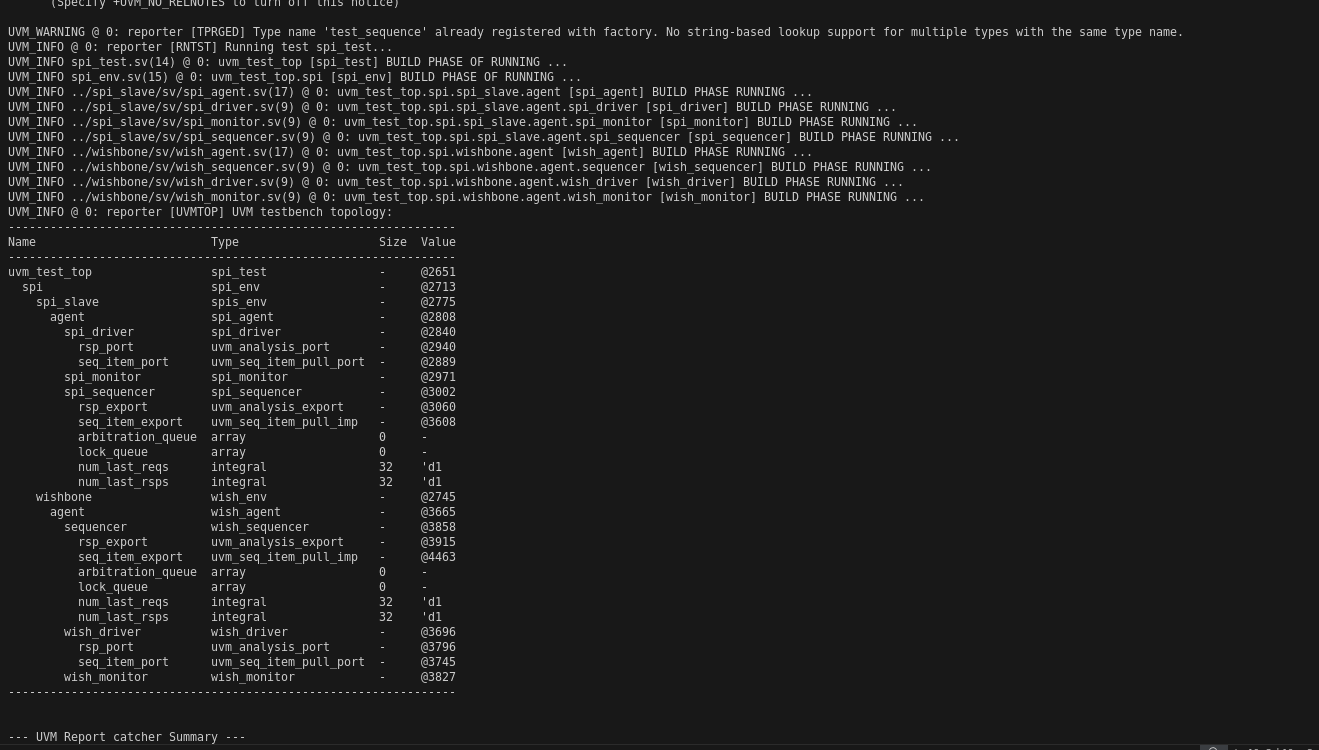 (Specify +UVM_NO_RELNOTES to turn off this notice)
UVM_WARNING @ 0: reporter [TPRGED] Type name 'test_sequence' already registered with factory. No string-based lookup support for multiple types with the same type name.
UVM_INFO @ 0: reporter [RNTST] Running test spi_test...
UVM_INFO spi_test.sv(14) @ 0: uvm_test_top [spi_test] BUILD PHASE OF RUNNING ...
UVM_INFO spi_env.sv(15) @ 0: uvm_test_top.spi [spi_env] BUILD PHASE OF RUNNING ...
UVM_INFO ../spi_slave/sv/spi_agent.sv(17) @ 0: uvm_test_top.spi.spi_slave.agent [spi_agent] BUILD PHASE RUNNING ...
UVM_INFO ../spi_slave/sv/spi_driver.sv(9) @ 0: uvm_test_top.spi.spi_slave.agent.spi_driver [spi_driver] BUILD PHASE RUNNING ...
UVM_INFO ../spi_slave/sv/spi_monitor.sv(9) @ 0: uvm_test_top.spi.spi_slave.agent.spi_monitor [spi_monitor] BUILD PHASE RUNNING ...
UVM_INFO ../spi_slave/sv/spi_sequencer.sv(9) @ 0: uvm_test_top.spi.spi_slave.agent.spi_sequencer [spi_sequencer] BUILD PHASE RUNNING ...
UVM_INFO ../wishbone/sv/wish_agent.sv(17) @ 0: uvm_test_top.spi.wishbone.agent [wish_agent] BUILD PHASE RUNNING ...
UVM_INFO ../wishbone/sv/wish_sequencer.sv(9) @ 0: uvm_test_top.spi.wishbone.agent.sequencer [wish_sequencer] BUILD PHASE RUNNING ...
UVM_INFO ../wishbone/sv/wish_driver.sv(9) @ 0: uvm_test_top.spi.wishbone.agent.wish_driver [wish_driver] BUILD PHASE RUNNING ...
UVM_INFO ../wishbone/sv/wish_monitor.sv(9) @ 0: uvm_test_top.spi.wishbone.agent.wish_monitor [wish_monitor] BUILD PHASE RUNNING ...
UVM_INFO @ 0: reporter [UVMTOP] UVM testbench topology:
----------------------------------------------------------------
Name                         Type                    Size  Value
----------------------------------------------------------------
uvm_test_top                 spi_test                -     @2651
  spi                        spi_env                 -     @2713
    spi_slave                spis_env                -     @2775
      agent                  spi_agent               -     @2808
        spi_driver           spi_driver              -     @2840
          rsp_port           uvm_analysis_port       -     @2940
          seq_item_port      uvm_seq_item_pull_port  -     @2889
        spi_monitor          spi_monitor             -     @2971
        spi_sequencer        spi_sequencer           -     @3002
          rsp_export         uvm_analysis_export     -     @3060
          seq_item_export    uvm_seq_item_pull_imp   -     @3608
          arbitration_queue  array                   0     -
          lock_queue         array                   0     -
          num_last_reqs      integral                32    'd1
          num_last_rsps      integral                32    'd1
    wishbone                 wish_env                -     @2745
      agent                  wish_agent              -     @3665
        sequencer            wish_sequencer          -     @3858
          rsp_export         uvm_analysis_export     -     @3915
          seq_item_export    uvm_seq_item_pull_imp   -     @4463
          arbitration_queue  array                   0     -
          lock_queue         array                   0     -
          num_last_reqs      integral                32    'd1
          num_last_rsps      integral                32    'd1
        wish_driver          wish_driver             -     @3696
          rsp_port           uvm_analysis_port       -     @3796
          seq_item_port      uvm_seq_item_pull_port  -     @3745
        wish_monitor         wish_monitor            -     @3827
----------------------------------------------------------------
--- UVM Report catcher Summary ---